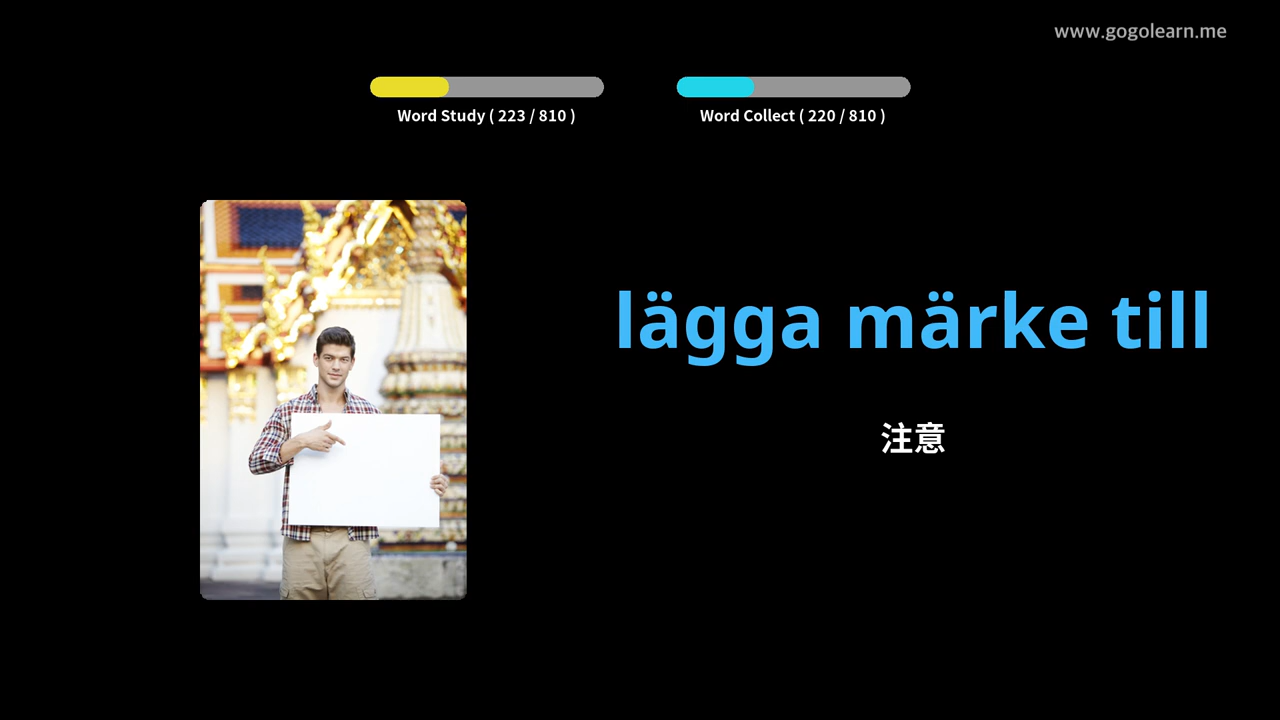 www.gogolearn.me
Word Study ( 223 / 810 )
Word Collect ( 220 / 810 )
lägga märke till
注意